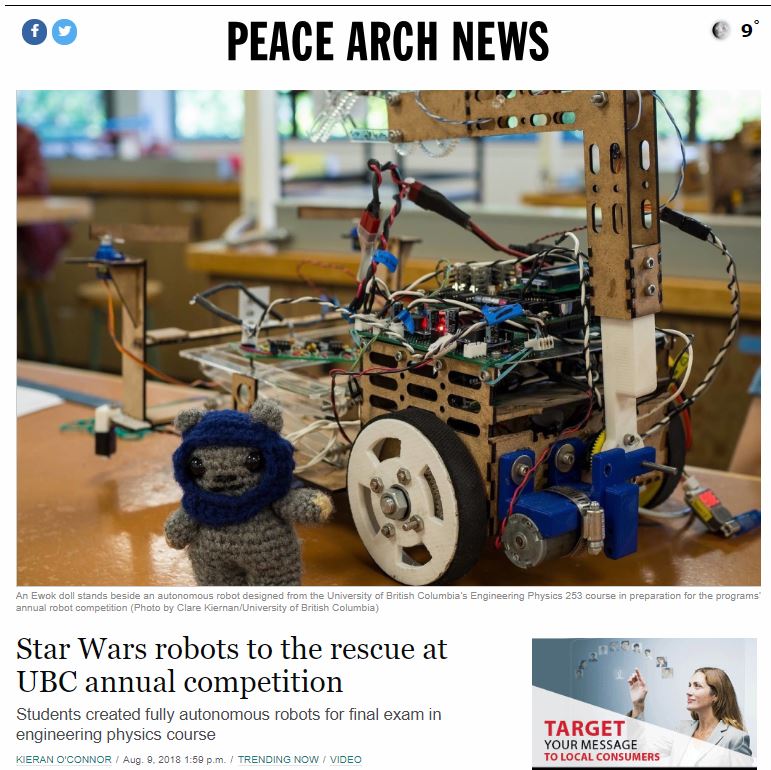 PEACE ARCH NEWS
9°
An Ewok doll stands beside an autonomous robot designed from the University of British Columbia's Engineering Physics 253 course in preparation for the programs'
annual robot competition (Photo by Clare Kiernan/University of British Columbia)
Star Wars robots to the rescue at
UBC annual competition
Students created fully autonomous robots for final exam in
engineering physics course
KIERAN O'CONNOR / Aug. 9, 2018 1:59 p.m. / TRENDING NOW / VIDEO
TARGET
YOUR MESSAGE
TO LOCAL CONSUMERS